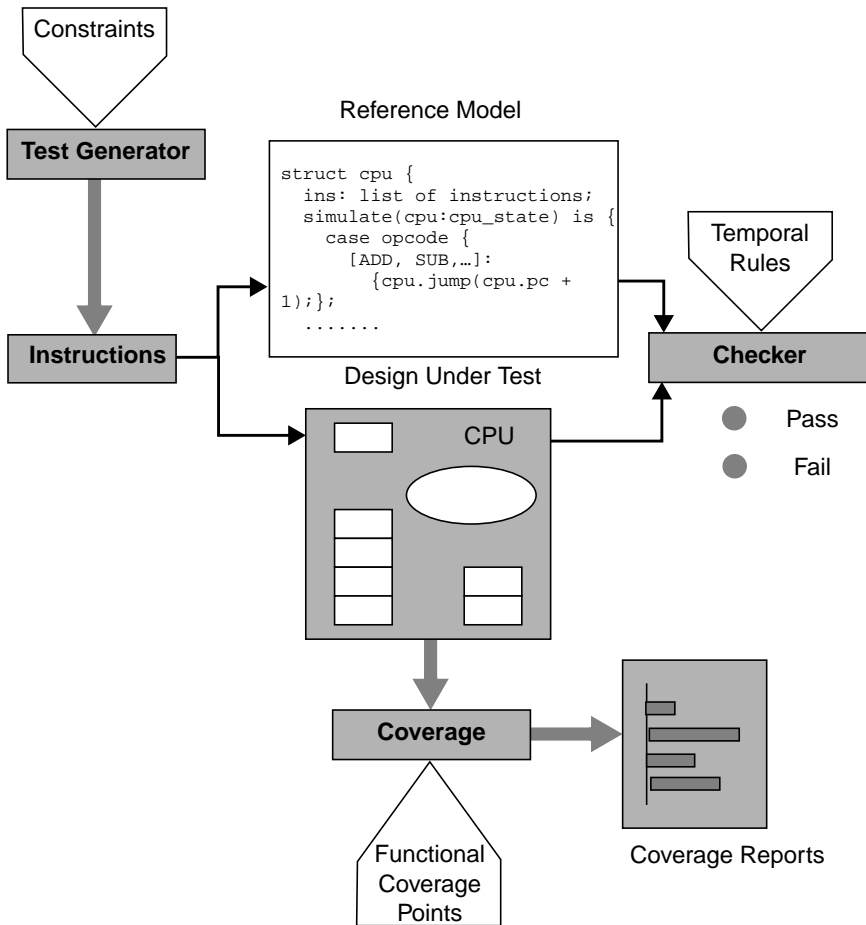 Constraints
Test Generator
Instructions
Reference Model
struct cpu {
  ins: list of instructions;
  simulate(cpu:cpu_state) is {
    case opcode {
      [ADD, SUB,…]:
        {cpu.jump(cpu.pc +
1);};
  .......
Temporal
Rules
Checker
Pass
Fail
Design Under Test
CPU
Coverage
Functional
Coverage
Points
Coverage Reports